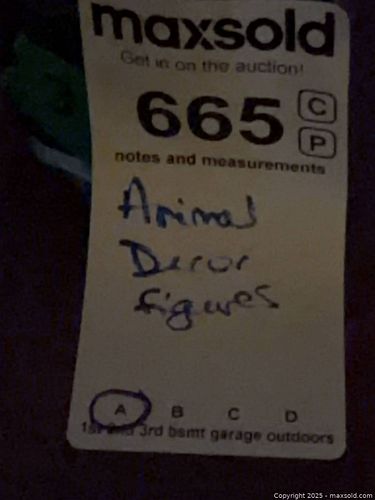 maxsold
Get in on the auction!
665 C
P
notes and measurements
Animal
Decor
figures
A B C D
1st 2nd 3rd bsmt garage outdoors
Copyright 2025 - maxsold.com